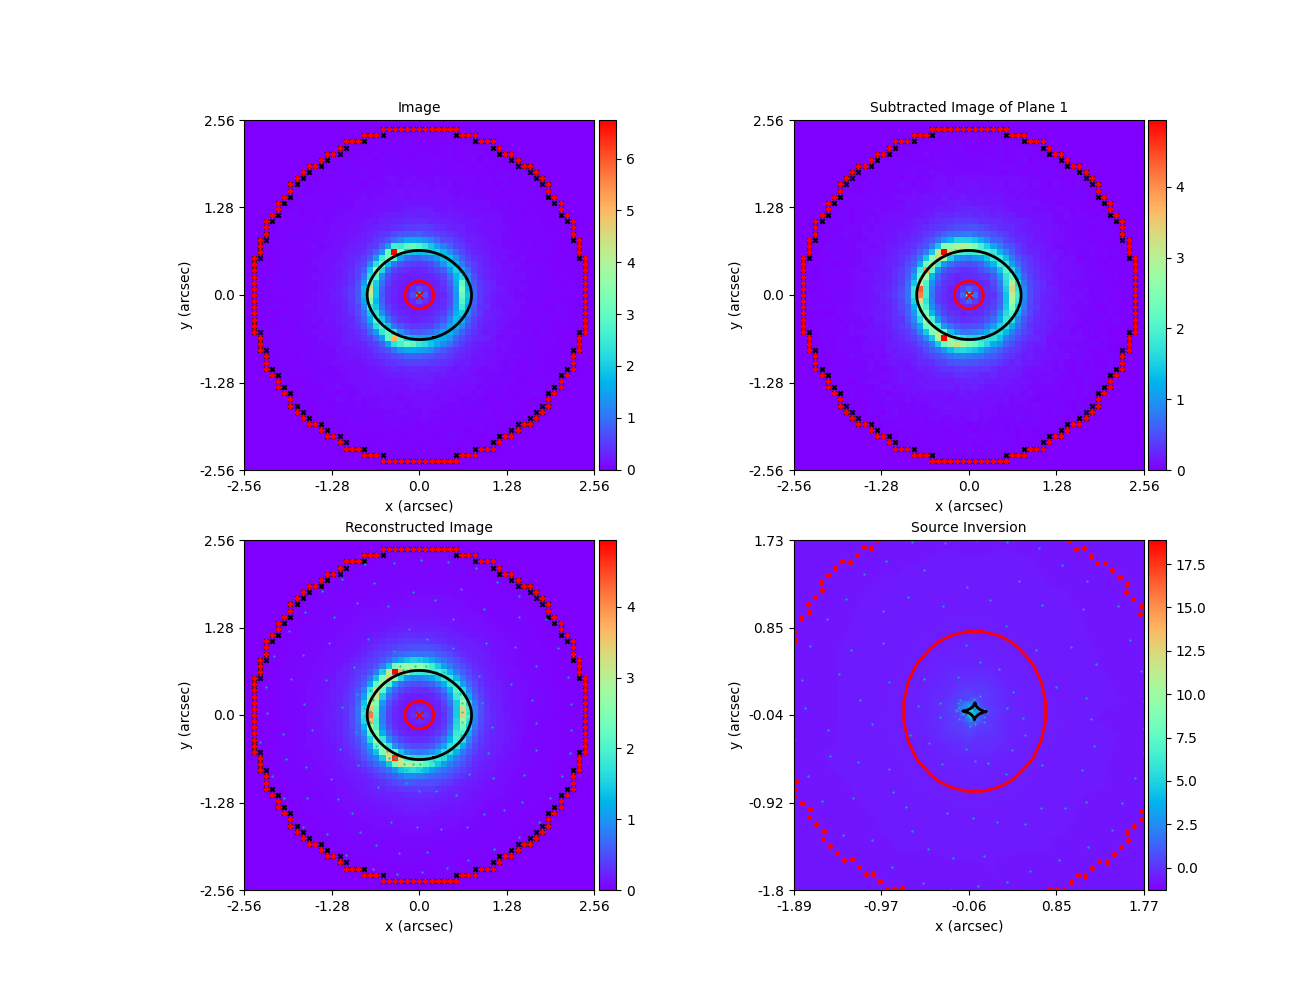 Image
2.56
1.28
0.0
-1.28
-2.56
y (arcsec)
-2.56 -1.28 0.0 1.28 2.56
x (arcsec)
6
5
4
3
2
1
0
Subtracted Image of Plane 1
2.56
1.28
0.0
-1.28
-2.56
y (arcsec)
-2.56 -1.28 0.0 1.28 2.56
x (arcsec)
4
3
2
1
0
Reconstructed Image
2.56
1.28
0.0
-1.28
-2.56
y (arcsec)
-2.56 -1.28 0.0 1.28 2.56
x (arcsec)
4
3
2
1
0
Source Inversion
1.73
0.85
-0.04
-0.92
-1.8
y (arcsec)
-1.89 -0.97 -0.06 0.85 1.77
x (arcsec)
17.5
15.0
12.5
10.0
7.5
5.0
2.5
0.0